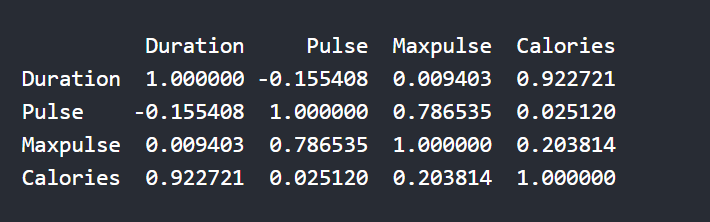 Duration Pulse Maxpulse Calories
Duration 1.000000 -0.155408 0.009403 0.922721
Pulse -0.155408 1.000000 0.786535 0.025120
Maxpulse 0.009403 0.786535 1.000000 0.203814
Calories 0.922721 0.025120 0.203814 1.000000